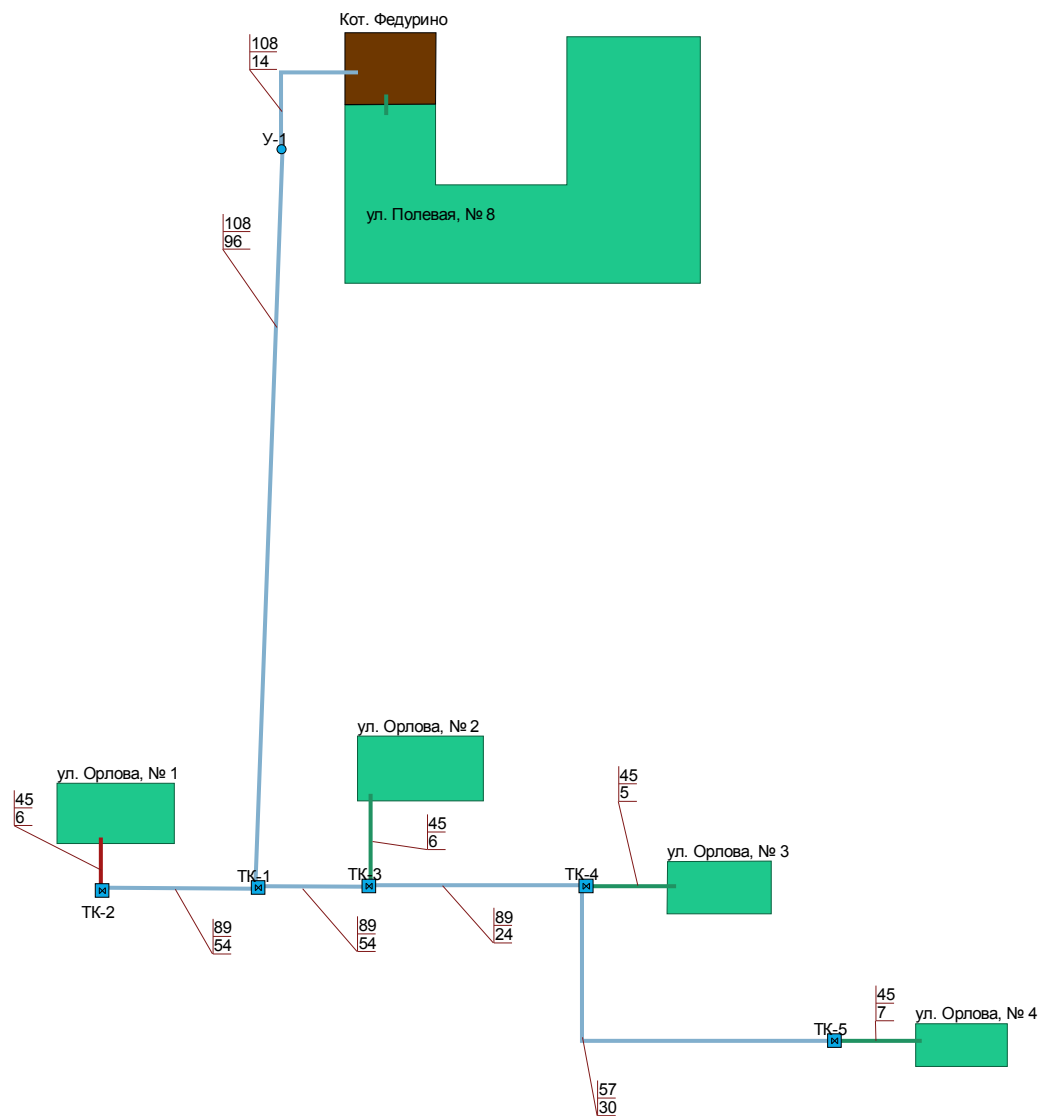 Кот. Федурино
108
14
У-1
ул. Полевая, № 8
108
96
ул. Орлова, № 2
ул. Орлова, № 1
45
5
45
6
45
6
ул. Орлова, № 3
ТК-1
ТК-3
ТК-4
ТК-2
89
54
89
54
89
24
45
7
ул. Орлова, № 4
ТК-5
57
30